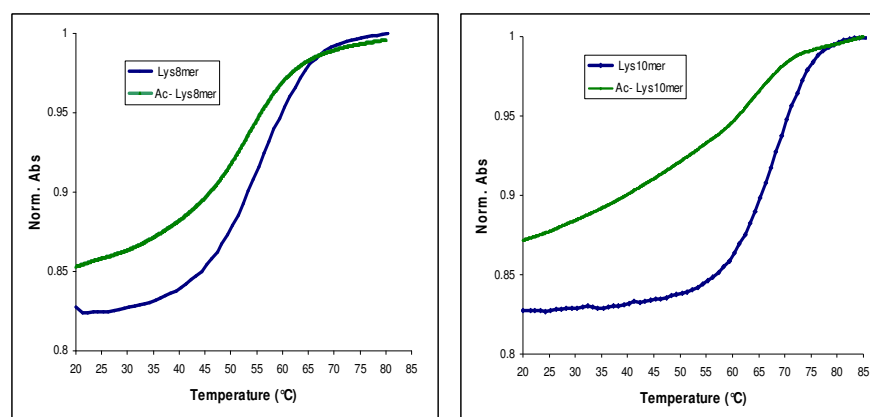 1
0.95
0.9
0.85
0.8
Norm. Abs
Lys8mer
Ac- Lys8mer
20 25 30 35 40 45 50 55 60 65 70 75 80 85
Temperature (°C)
1
0.95
0.9
0.85
0.8
Norm. Abs
Lys10mer
Ac- Lys10mer
20 25 30 35 40 45 50 55 60 65 70 75 80 85
Temperature (°C)